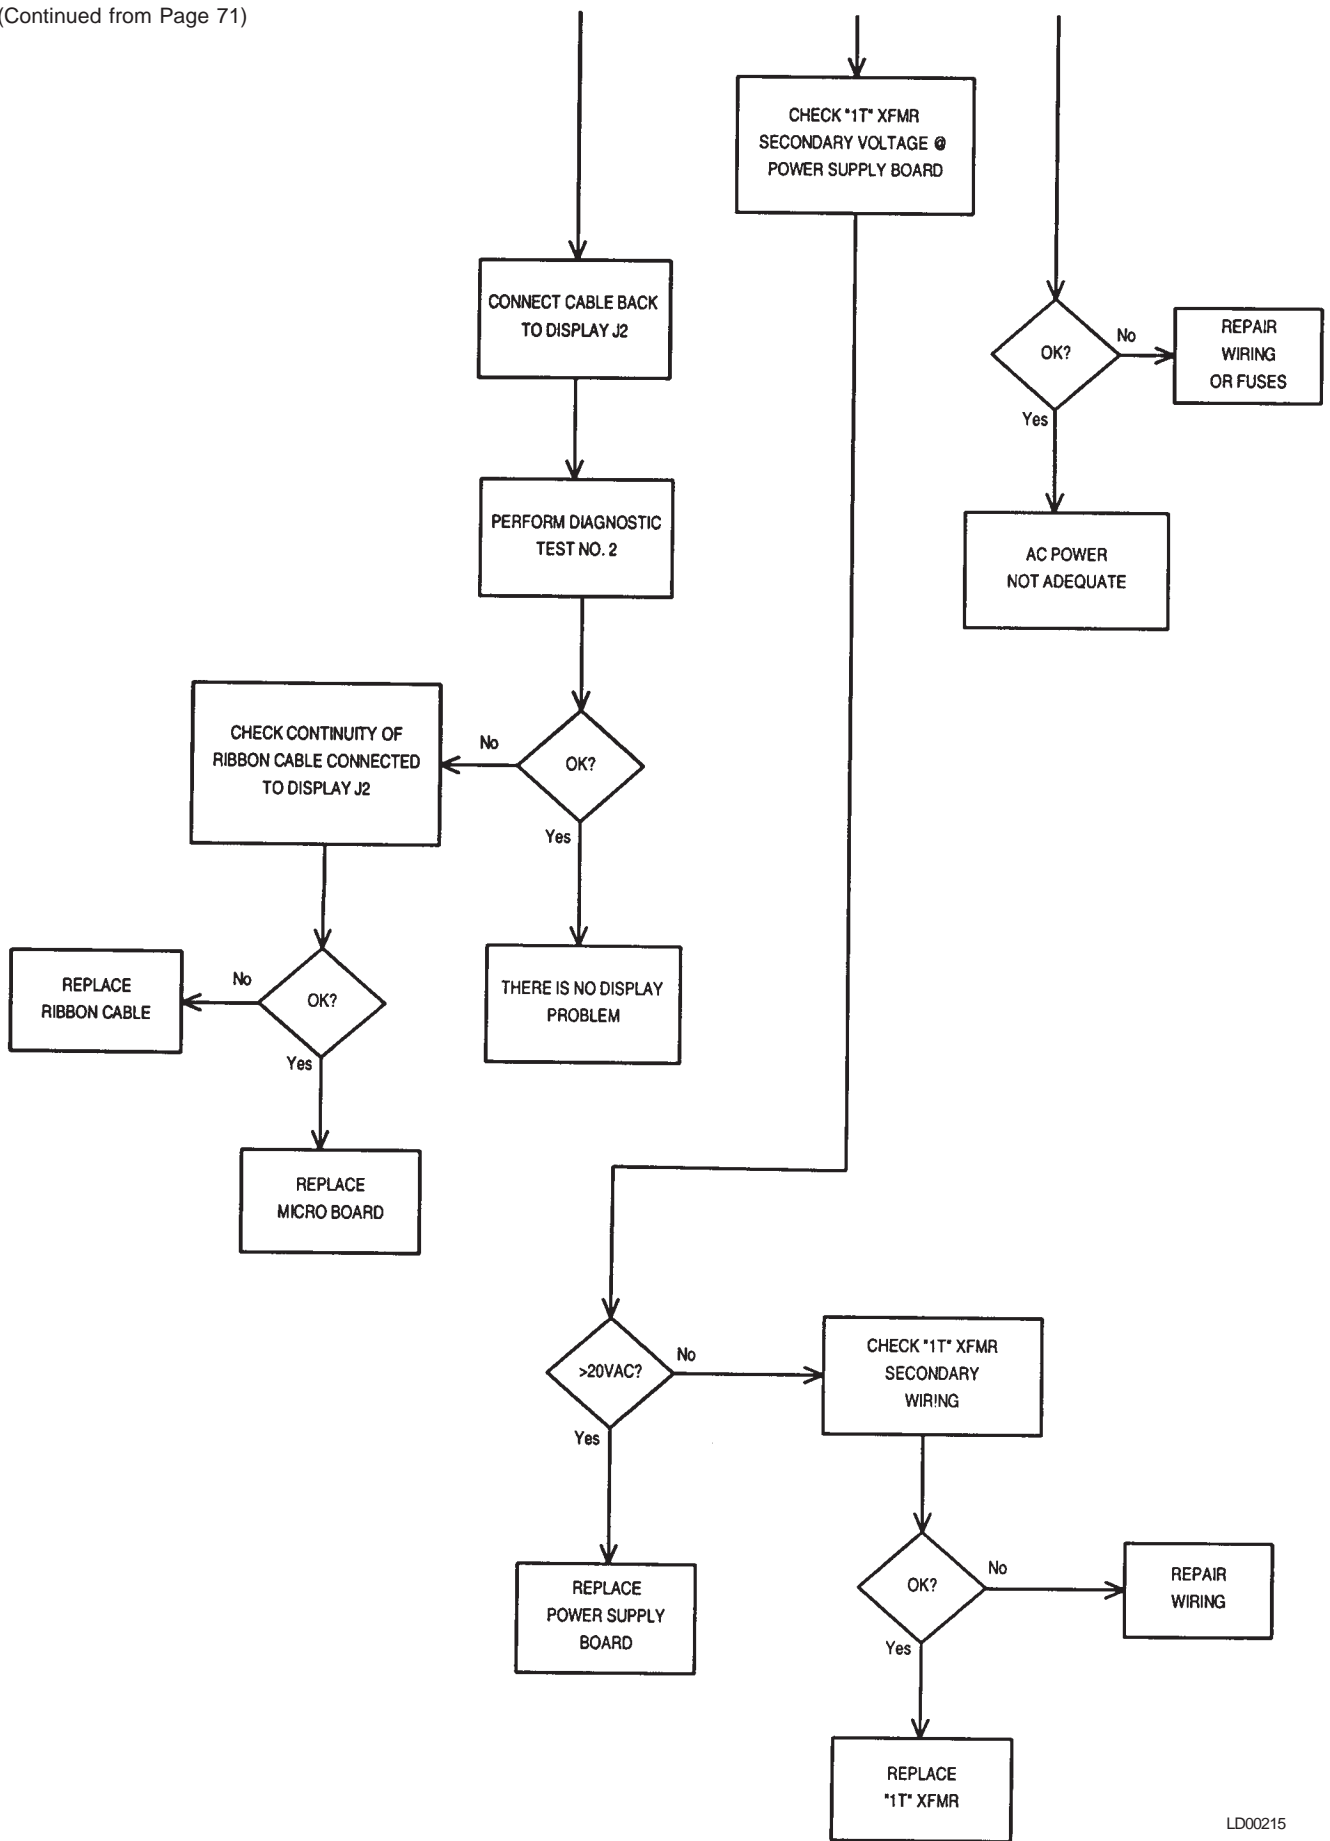 (Continued from Page 71)
CHECK "1T" XFMR
SECONDARY VOLTAGE @
POWER SUPPLY BOARD
CONNECT CABLE BACK
TO DISPLAY J2
OK?
No
REPAIR
WIRING
OR FUSES
Yes
PERFORM DIAGNOSTIC
TEST NO. 2
AC POWER
NOT ADEQUATE
CHECK CONTINUITY OF
RIBBON CABLE CONNECTED
TO DISPLAY J2
No
OK?
Yes
REPLACE
RIBBON CABLE
No
OK?
Yes
THERE IS NO DISPLAY
PROBLEM
REPLACE
MICRO BOARD
>20VAC?
No
CHECK "1T" XFMR
SECONDARY
WIRING
Yes
REPLACE
POWER SUPPLY
BOARD
OK?
No
REPAIR
WIRING
Yes
REPLACE
"1T" XFMR
LD00215